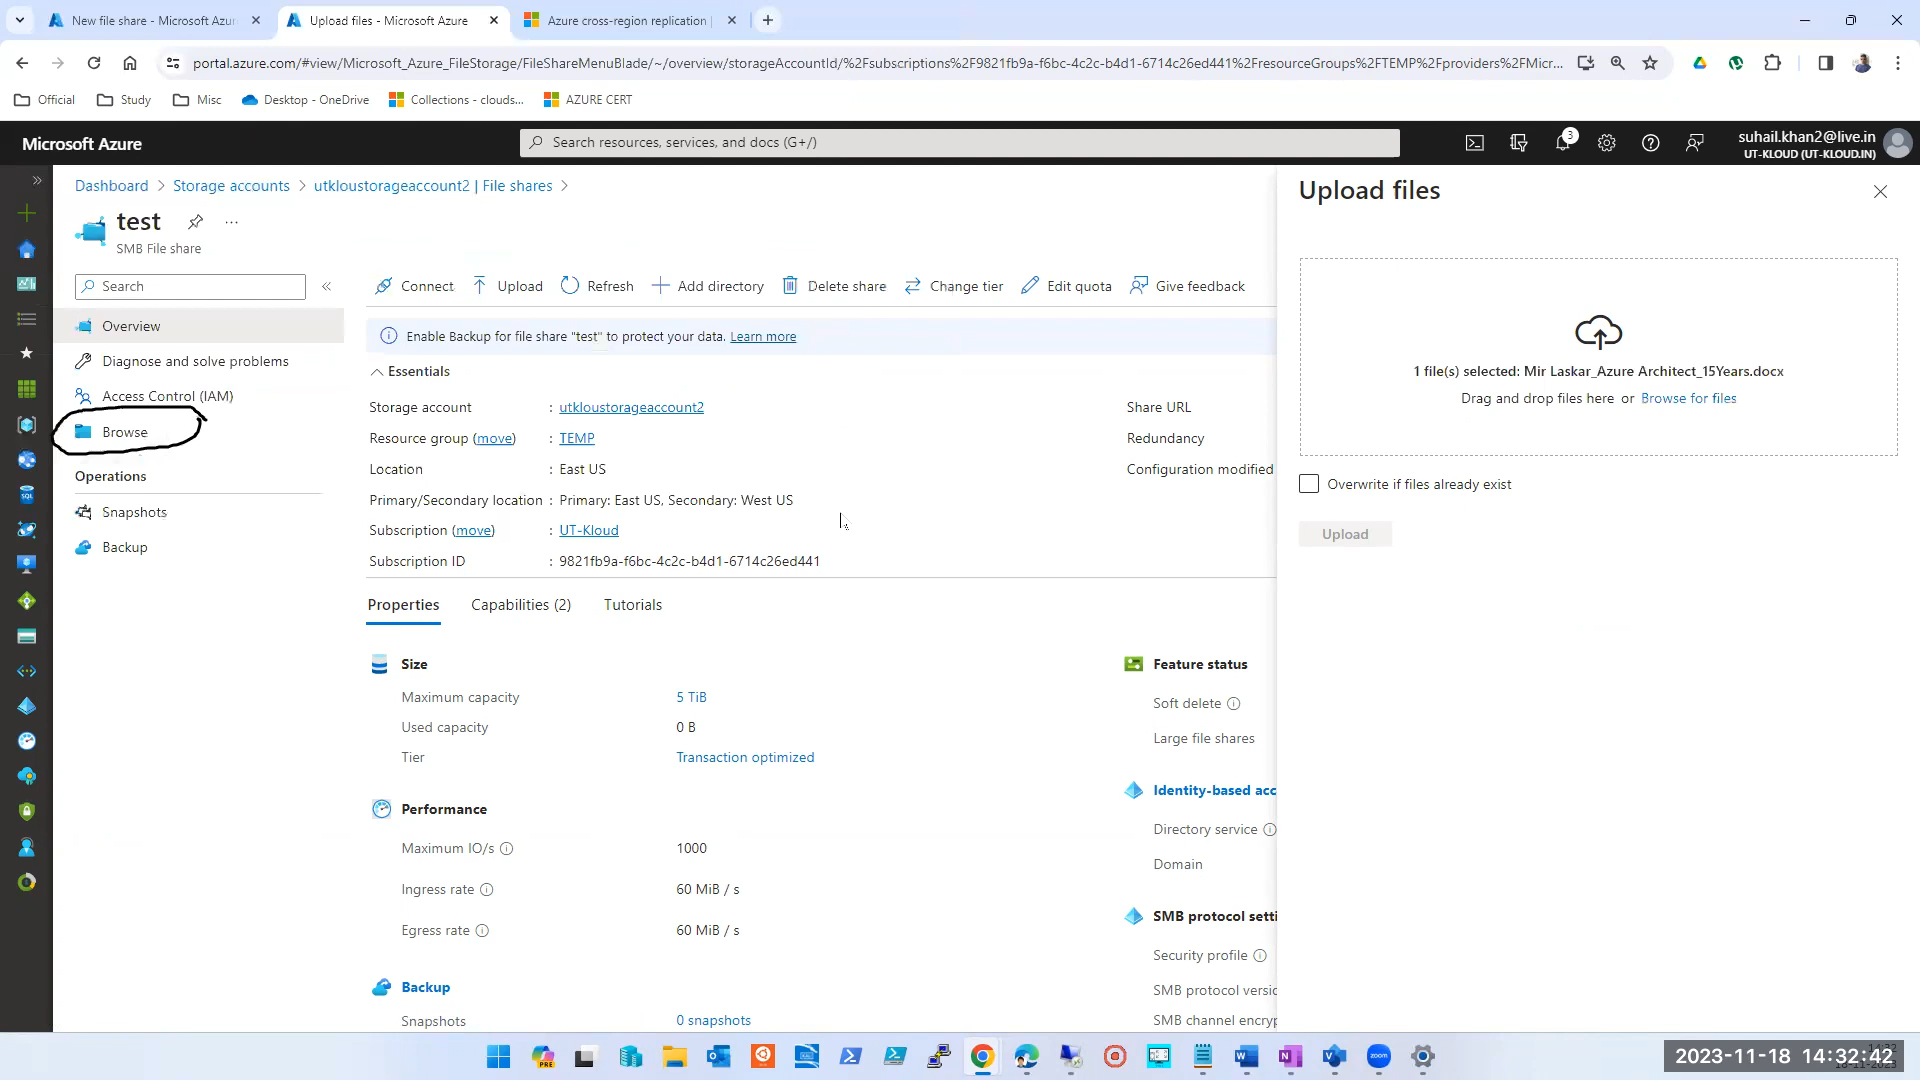 New file share - Microsoft Azu
Upload files - Microsoft Azure
Azure cross-region replication
portal.azure.com/#view/Microsoft_Azure_FileStorage/FileShareMenuBlade/~/overview/storageAccountId/%2Fsubscriptions%2F9821fb9a-f6bc-4c2c-b4d1-6714c26ed441%2FresourceGroups%2FTEMP%2Fproviders%2FMicr...
Official
Study
Misc
Desktop - OneDrive
Collections - clouds...
AZURE CERT
Microsoft Azure
Search resources, services, and docs (G+/)
3
suhail.khan2@live.in
UT-KLOUD (UT-KLOUD.IN)
Dashboard > Storage accounts > utkloustorageaccount2 | File shares >
test
SMB File share
Search
Overview
Diagnose and solve problems
Access Control (IAM)
Browse
Operations
Snapshots
Backup
Connect
Upload
Refresh
Add directory
Delete share
Change tier
Edit quota
Give feedback
Enable Backup for file share "test" to protect your data. Learn more
Essentials
Storage account : utkloustorageaccount2
Resource group (move) : TEMP
Location : East US
Primary/Secondary location : Primary: East US, Secondary: West US
Subscription (move) : UT-Kloud
Subscription ID : 9821fb9a-f6bc-4c2c-b4d1-6714c26ed441
Share URL
Redundancy
Configuration modified
Properties
Capabilities (2)
Tutorials
Size
Maximum capacity 5 TiB
Used capacity 0 B
Tier Transaction optimized
Performance
Maximum IO/s 1000
Ingress rate 60 MiB / s
Egress rate 60 MiB / s
Backup
Snapshots 0 snapshots
Feature status
Soft delete
Large file shares
Identity-based acc
Directory service
Domain
SMB protocol setti
Security profile
SMB protocol versio
SMB channel encryp
Upload files
1 file(s) selected: Mir Laskar_Azure Architect_15Years.docx
Drag and drop files here or Browse for files
Overwrite if files already exist
Upload
SQL
PRE
zoom
2023-11-18 14:32:42